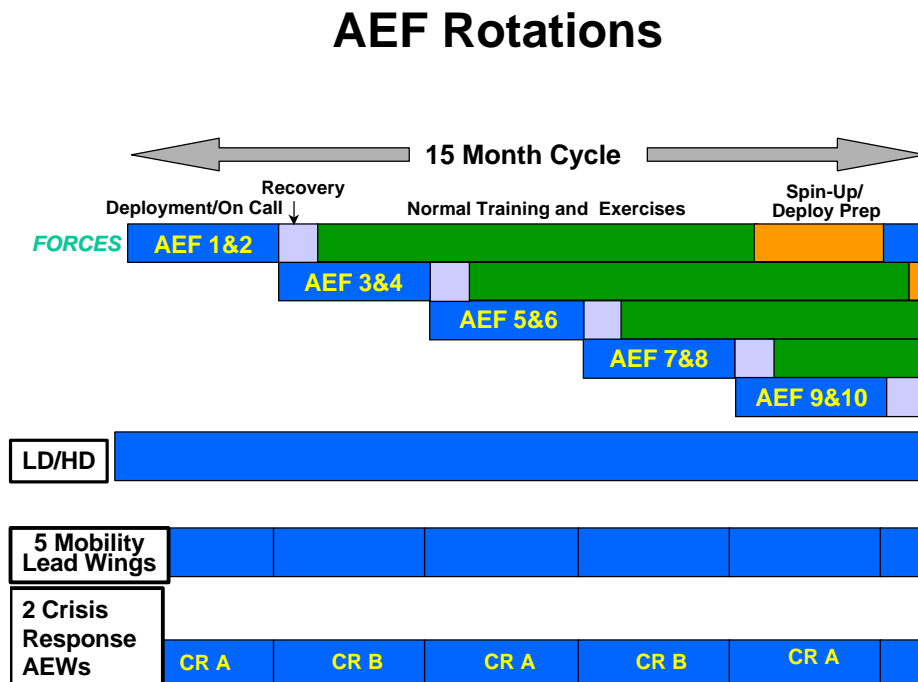 AEF Rotations
15 Month Cycle
Recovery
Spin-Up/
Deployment/On Call
Normal Training and Exercises
Deploy Prep
FORCES
AEF 1&2
AEF 3&4
AEF 5&6
AEF 7&8
AEF 9&10
LD/HD
5 Mobility
Lead Wings
2 Crisis
Response
AEWs
CR A
CR B
CR A
CR B
CR A